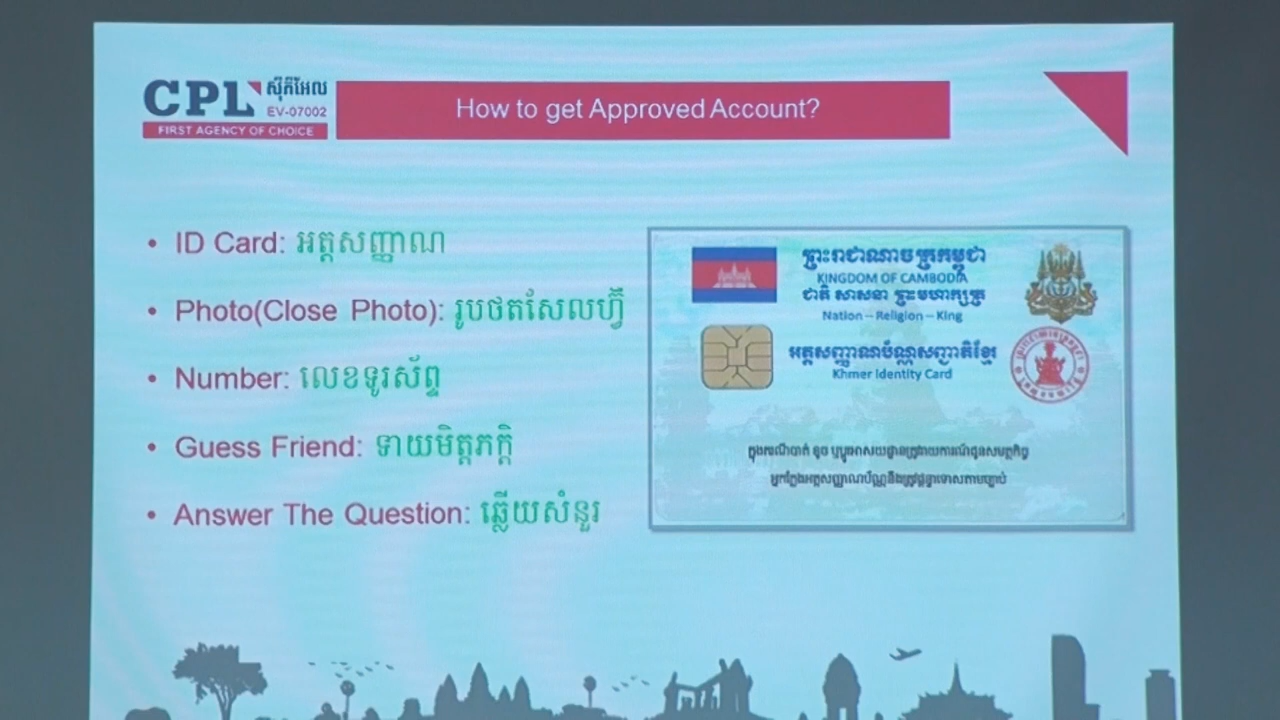 CPL ស៊ីភីអែល
EV-07002
FIRST AGENCY OF CHOICE
How to get Approved Account?
• ID Card: អត្តសញ្ញាណ
• Photo(Close Photo): រូបថតសែលហ្វ៊ី
• Number: លេខទូរស័ព្ទ
• Guess Friend: ទាយមិត្តភក្តិ
• Answer The Question: ឆ្លើយសំនួរ
ព្រះរាជាណាចក្រកម្ពុជា
KINGDOM OF CAMBODIA
ជាតិ សាសនា ព្រះមហាក្សត្រ
Nation – Religion – King
អត្តសញ្ញាណប័ណ្ណសញ្ជាតិខ្មែរ
Khmer Identity Card